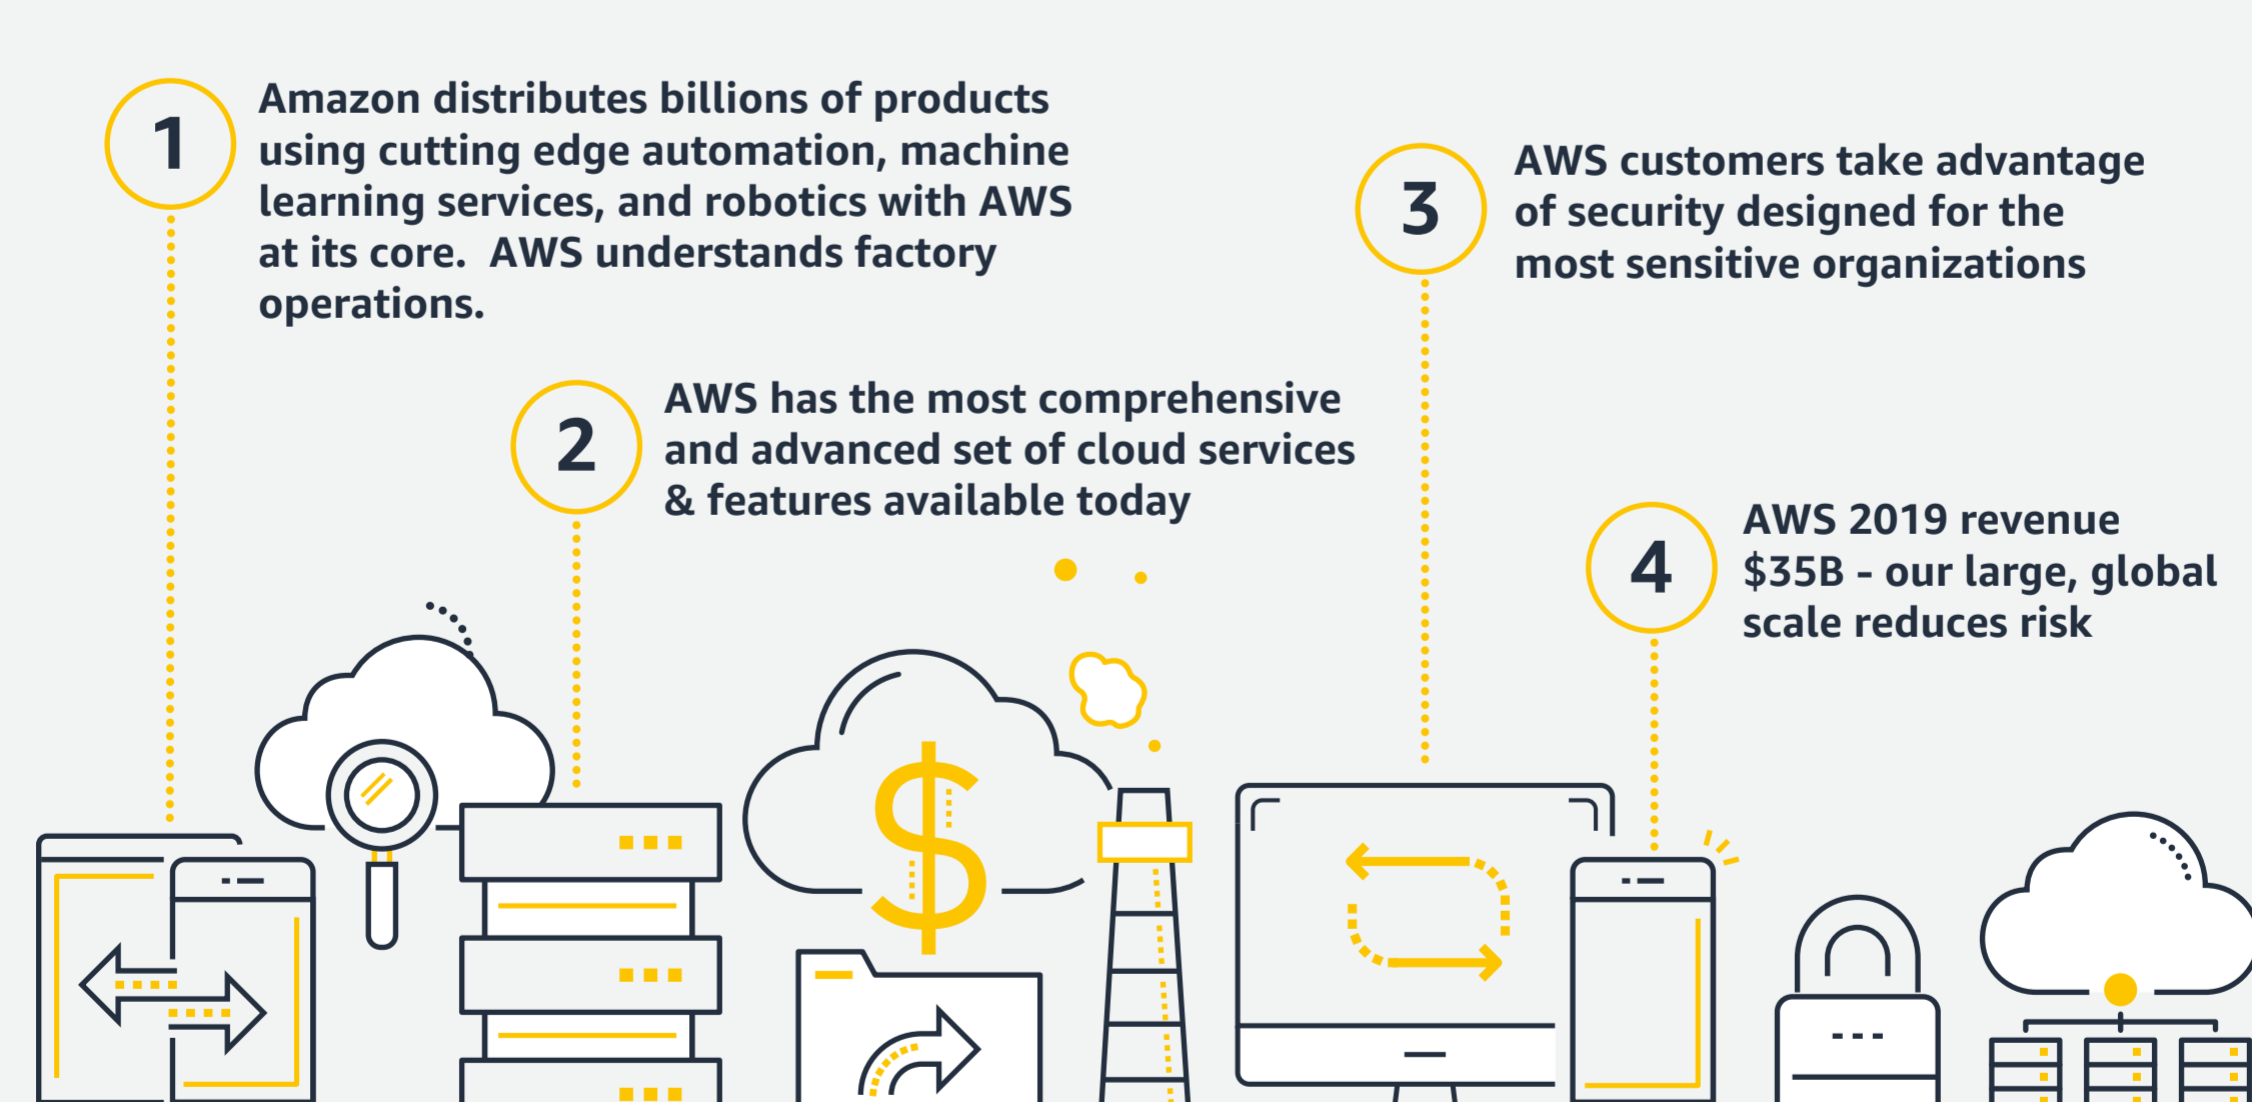 1
Amazon distributes billions of products
using cutting edge automation, machine
learning services, and robotics with AWS
at its core.  AWS understands factory
operations.
2
AWS has the most comprehensive
and advanced set of cloud services
& features available today
3
AWS customers take advantage
of security designed for the
most sensitive organizations
4
AWS 2019 revenue
$35B - our large, global
scale reduces risk
$